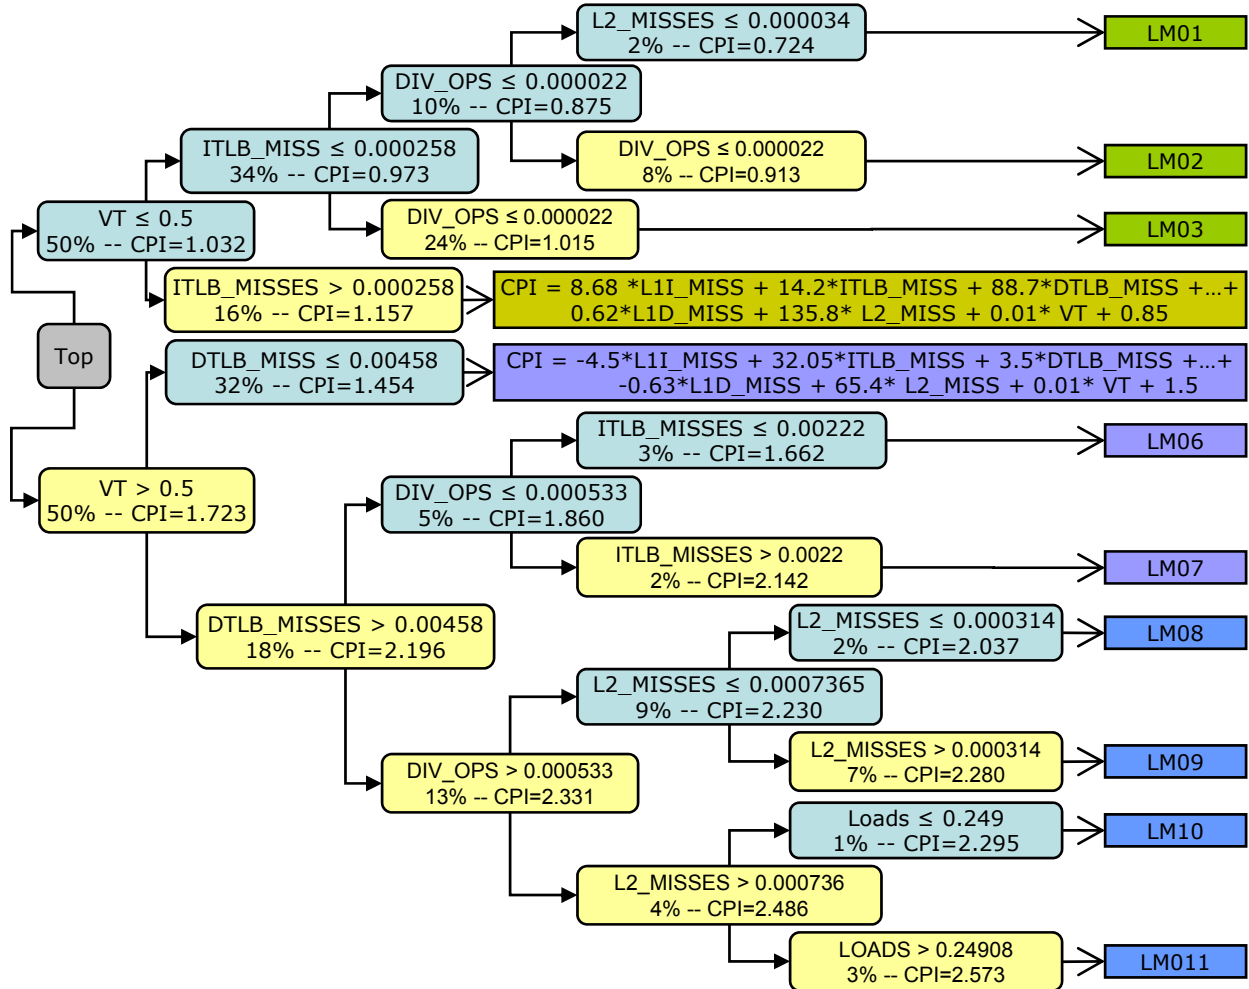 L2_MISSES ≤ 0.000034
2% -- CPI=0.724
LM01
DIV_OPS ≤ 0.000022
10% -- CPI=0.875
ITLB_MISS ≤ 0.000258
34% -- CPI=0.973
DIV_OPS ≤ 0.000022
8% -- CPI=0.913
LM02
VT ≤ 0.5
50% -- CPI=1.032
DIV_OPS ≤ 0.000022
24% -- CPI=1.015
LM03
ITLB_MISSES > 0.000258
16% -- CPI=1.157
CPI = 8.68 *L1I_MISS + 14.2*ITLB_MISS + 88.7*DTLB_MISS +...+
0.62*L1D_MISS + 135.8* L2_MISS + 0.01* VT + 0.85
Top
DTLB_MISS ≤ 0.00458
32% -- CPI=1.454
CPI = -4.5*L1I_MISS + 32.05*ITLB_MISS + 3.5*DTLB_MISS +...+
-0.63*L1D_MISS + 65.4* L2_MISS + 0.01* VT + 1.5
ITLB_MISSES ≤ 0.00222
3% -- CPI=1.662
LM06
VT > 0.5
50% -- CPI=1.723
DIV_OPS ≤ 0.000533
5% -- CPI=1.860
ITLB_MISSES > 0.0022
2% -- CPI=2.142
LM07
DTLB_MISSES > 0.00458
18% -- CPI=2.196
L2_MISSES ≤ 0.000314
2% -- CPI=2.037
LM08
L2_MISSES ≤ 0.0007365
9% -- CPI=2.230
L2_MISSES > 0.000314
7% -- CPI=2.280
LM09
DIV_OPS > 0.000533
13% -- CPI=2.331
Loads ≤ 0.249
1% -- CPI=2.295
LM10
L2_MISSES > 0.000736
4% -- CPI=2.486
LOADS > 0.24908
3% -- CPI=2.573
LM011